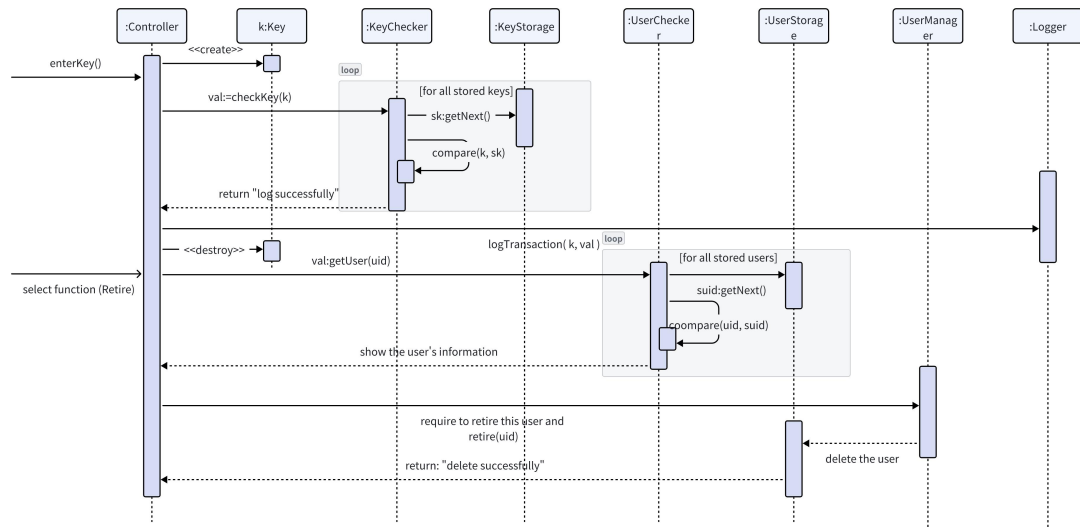 :Controller
k:Key
:KeyChecker
:KeyStorage
:UserChecke
r
:UserStorag
e
:UserManag
er
:Logger
<<create>>
enterKey()
loop
[for all stored keys]
val:=checkKey(k)
sk:getNext()
compare(k, sk)
return "log successfully"
logTransaction( k, val )
loop
<<destroy>>
val:getUser(uid)
[for all stored users]
select function (Retire)
suid:getNext()
coompare(uid, suid)
show the user's information
require to retire this user and
retire(uid)
delete the user
return: "delete successfully"